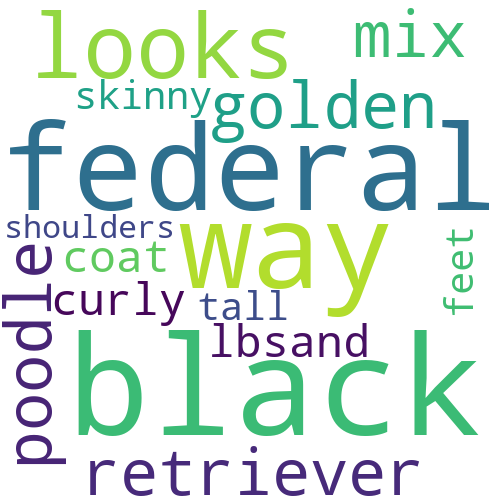 looks
mix
skinny
golden
federal
shoulders
way
coat
feet
poodle
curly
tall
lbsand
black
retriever